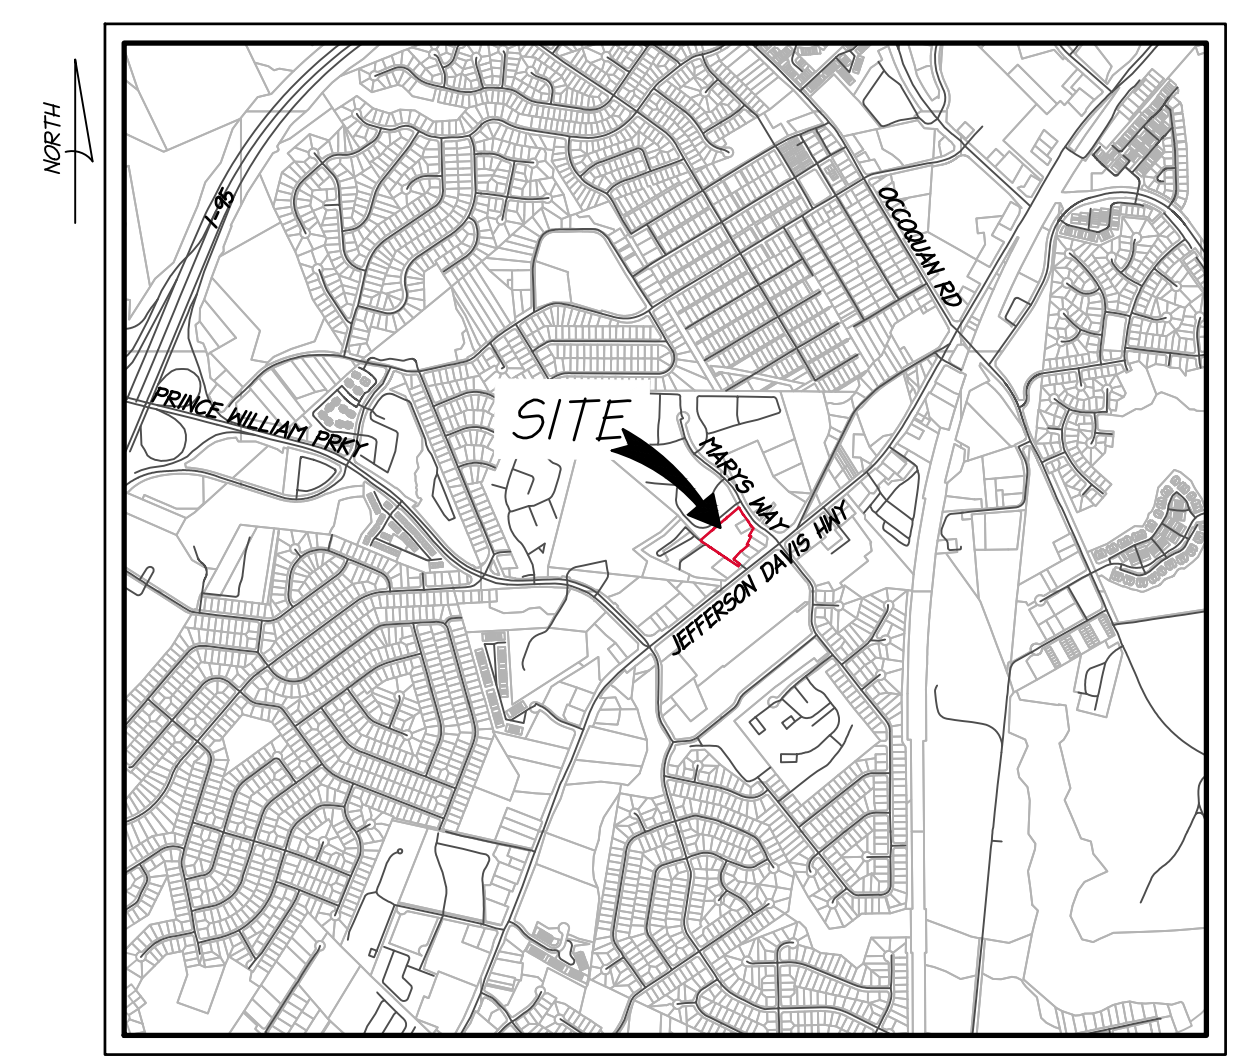 NORTH
I-95
OCCOQUAN RD
PRINCE WILLIAM PRKY
SITE
MARYS WAY
JEFFERSON DAVIS HWY